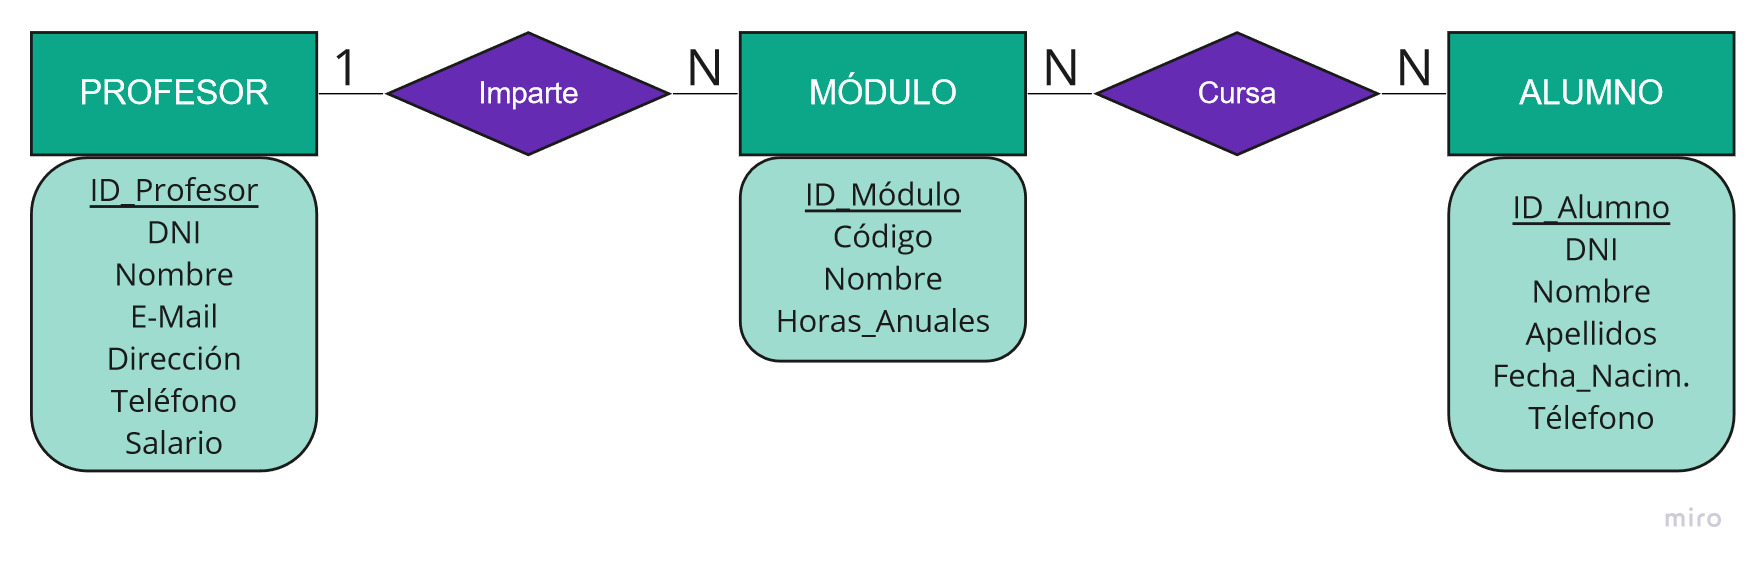 PROFESOR
1
Imparte
N
MÓDULO
N
Cursa
N
ALUMNO
ID_Profesor
DNI
Nombre
E-Mail
Dirección
Teléfono
Salario
ID_Módulo
Código
Nombre
Horas_Anuales
ID_Alumno
DNI
Nombre
Apellidos
Fecha_Nacim.
Télefono
miro